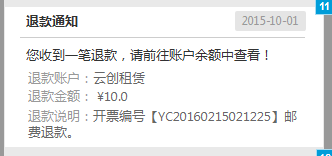 11
退款通知
2015-10-01
您收到一笔退款，请前往账户余额中查看！
退款账户：云创租赁
退款金额： ¥10.0
退款说明：开票编号【YC20160215021225】邮
费退款。